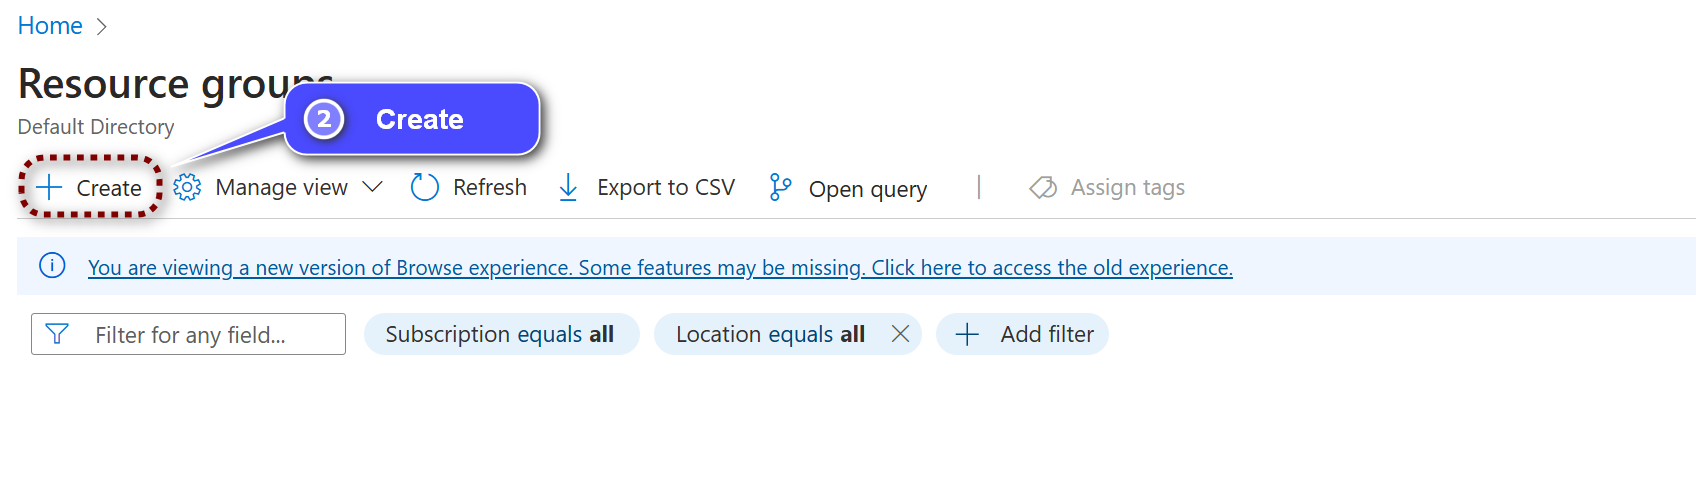 Home
Resource groups
Default Directory
2 Create
Create Manage view Refresh Export to CSV Open query | Assign tags
You are viewing a new version of Browse experience. Some features may be missing. Click here to access the old experience.
Filter for any field... Subscription equals all Location equals all Add filter